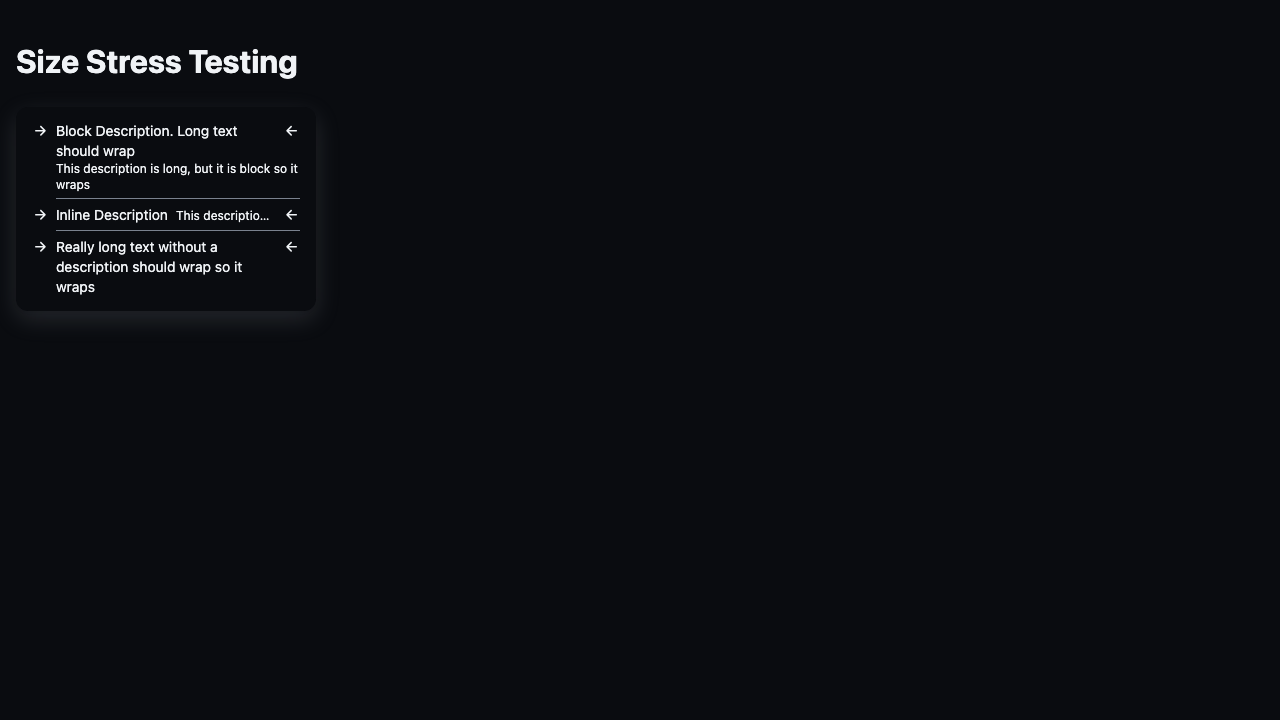 Size Stress Testing
Block Description. Long text
should wrap
This description is long, but it is block so it
wraps
Inline Description This descriptio...
Really long text without a
description should wrap so it
wraps